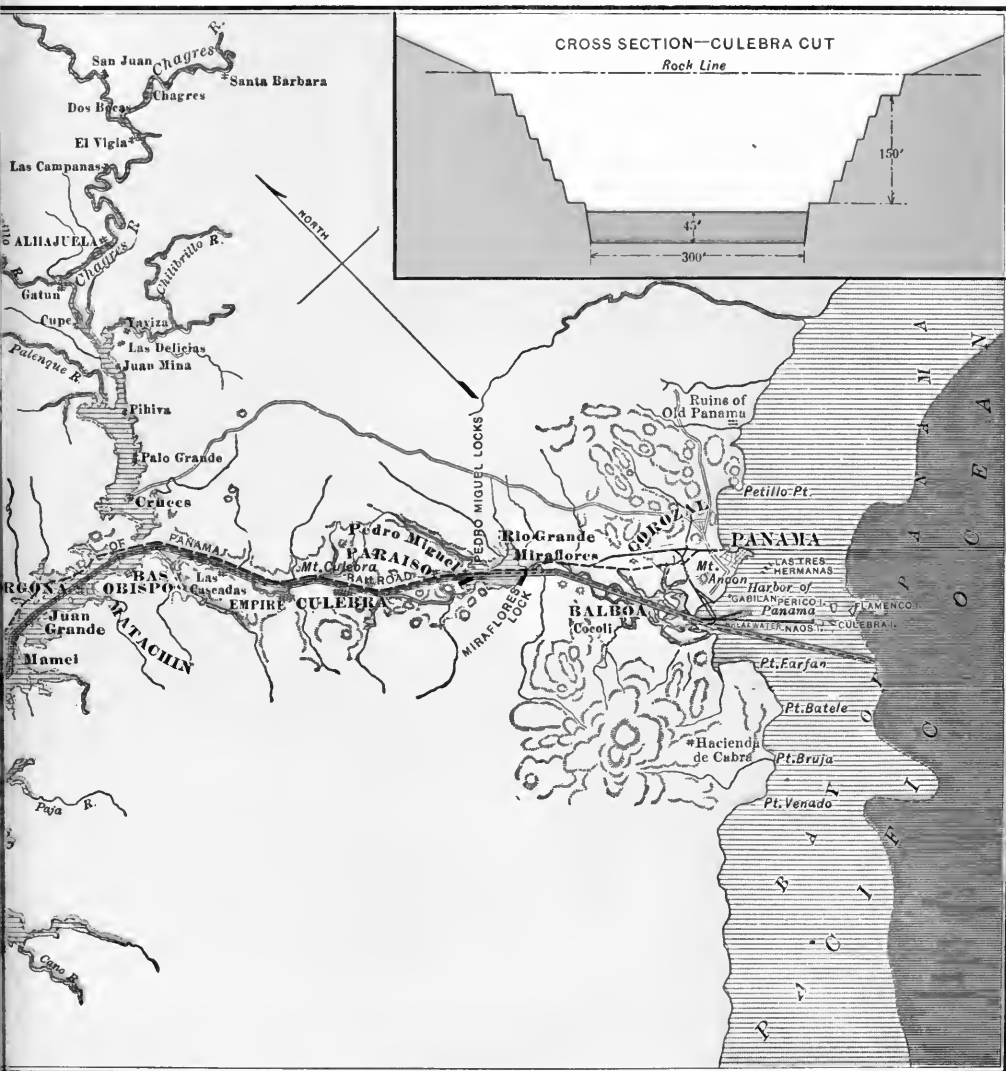 CROSS SECTION—CULEBRA CUT
Rock Line
150'
45'
300'
San Juan
Chagres R.
Santa Barbara
Chagres
Dos Bocas
El Vigia
Las Campanas
NORTH
ALHAJUELA
Chagres R
Chilibrillo R.
R.
Gatun
Cupe
Yaviza
Las Delicias
Palenque R.
Juan Mina
Pihiva
Palo Grande
Cruces
PEDRO MIGUEL LOCKS
Ruins of
Old Panama
Petillo Pt.
COROZAL
PANAMA
Rio Grande
Miraflores
Pedro Miguel
PARAISO
OF
PANAMA
RAILROAD
Mt. Culebra
Las
Cascadas
BAS
OBISPO
EMPIRE
CULEBRA
MATACHIN
Juan
Grande
Mamei
MIRAFLORES
LOCK
BALBOA
Cocoli
Mt.
Ancon
LAS TRES
HERMANAS
Harbor of
Panama
PERICO I.
FLAMENCO I.
BREAKWATER
NAOS I.
CULEBRA I.
Pt. Farfan
Pt. Batele
Hacienda
de Cabra
Pt. Bruja
Pt. Venado
Paja R.
Cano R.
BAY OF PANAMA
PACIFIC OCEAN